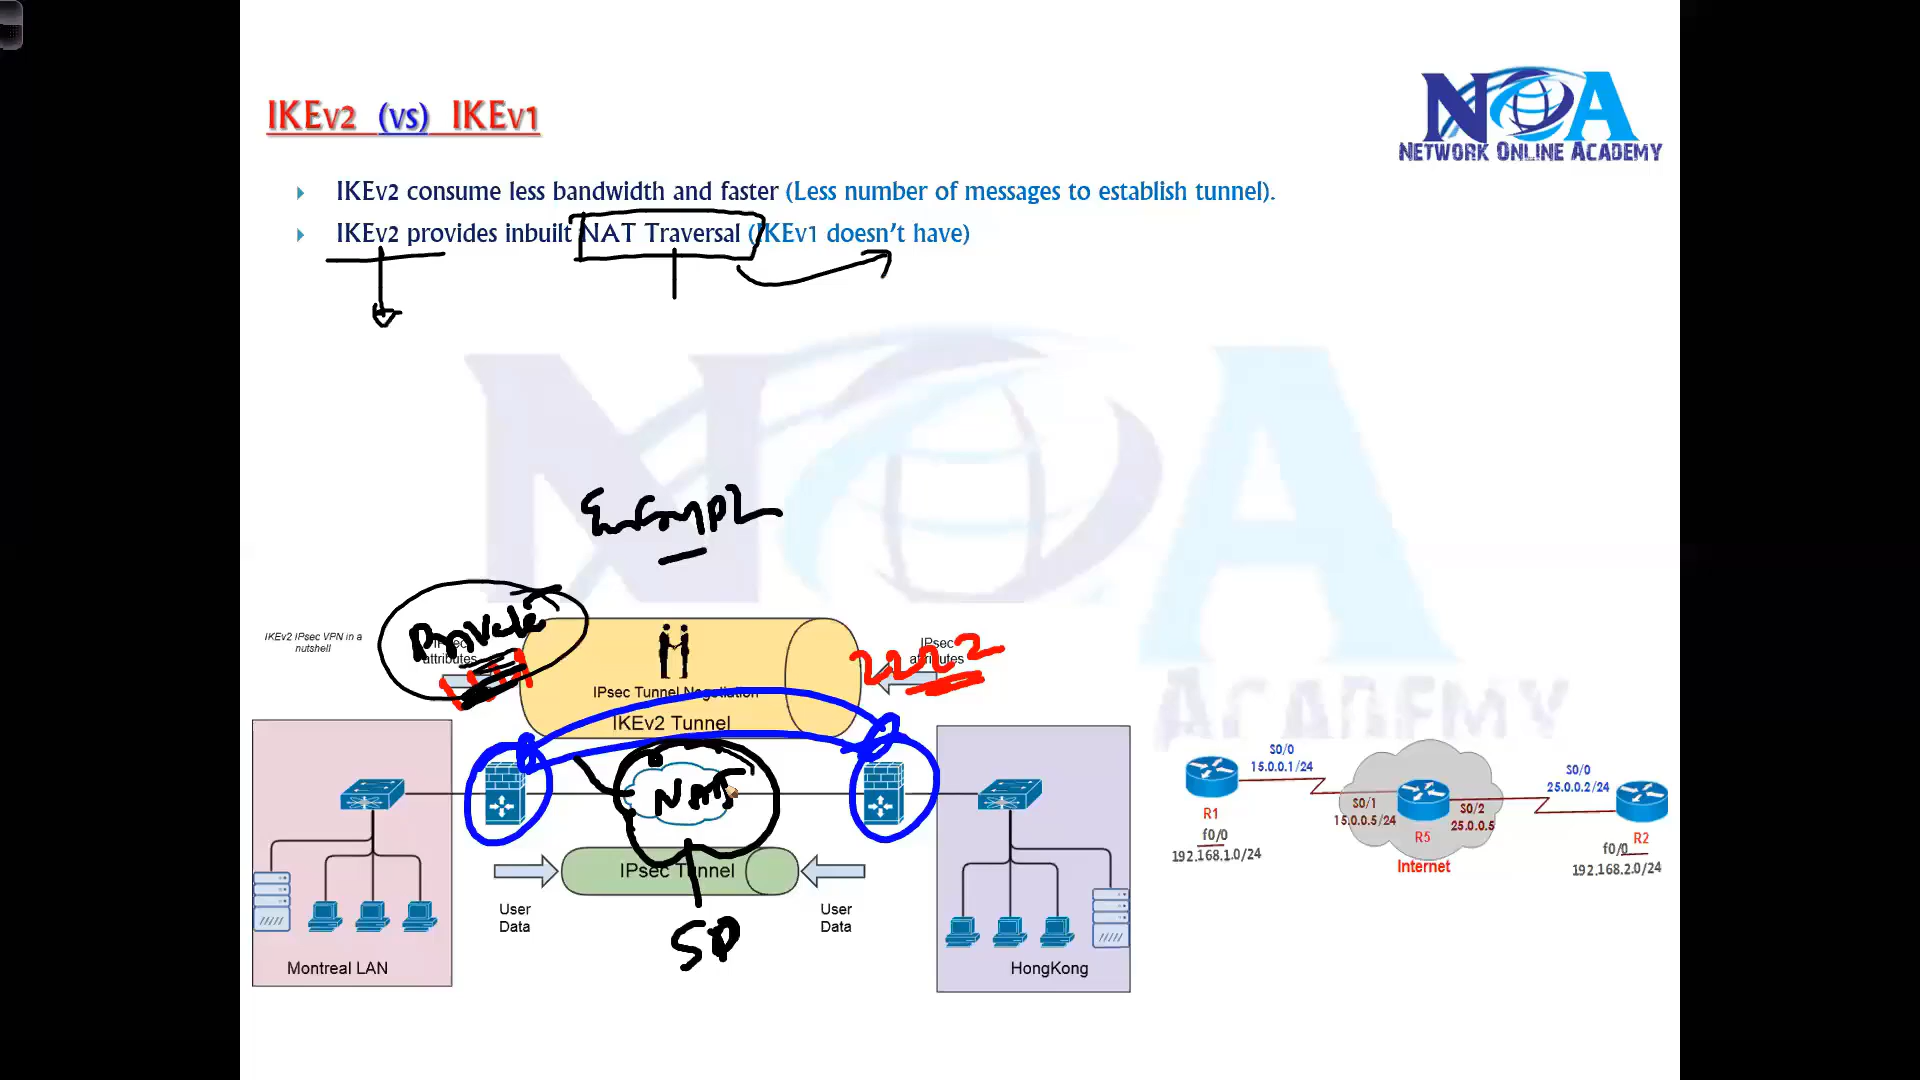 IKEv2 (vs) IKEv1
NOA
NETWORK ONLINE ACADEMY
IKEv2 consume less bandwidth and faster (Less number of messages to establish tunnel).
IKEv2 provides inbuilt NAT Traversal (IKEv1 doesn't have)
NOA
ACADEMY
IKEv2 IPsec VPN in a
nutshell
Private
attributes
IPsec Tunnel Negotiation
IKEv2 Tunnel
IPsec
attributes
2222
NAT
IPsec Tunnel
User
Data
User
Data
SP
Montreal LAN
HongKong
S0/0
15.0.0.1/24
R1
f0/0
192.168.1.0/24
S0/1
15.0.0.5/24
R5
S0/2
25.0.0.5
Internet
S0/0
25.0.0.2/24
R2
f0/0
192.168.2.0/24